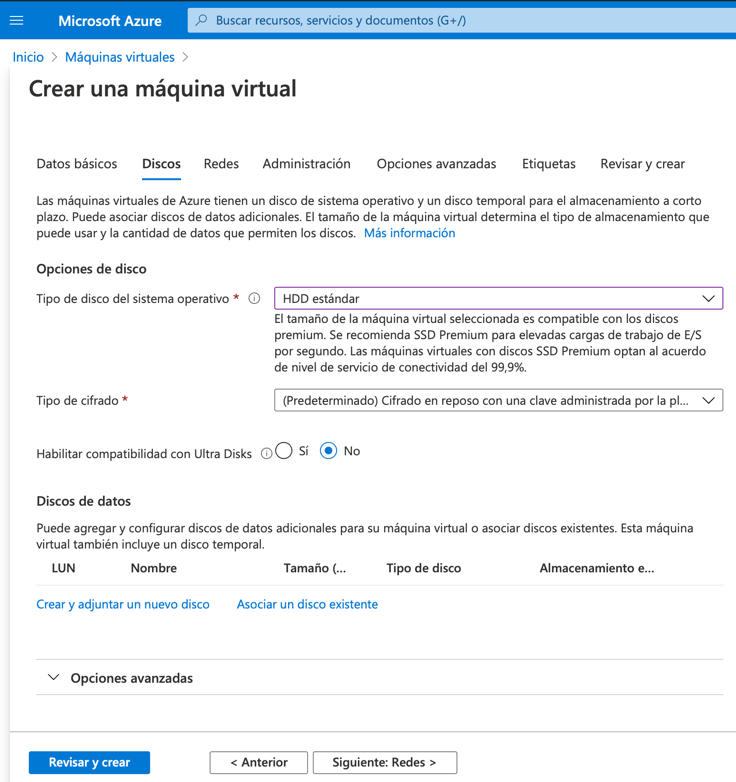 Microsoft Azure
Buscar recursos, servicios y documentos (G+/)
Inicio > Máquinas virtuales >
Crear una máquina virtual
Datos básicos Discos Redes Administración Opciones avanzadas Etiquetas Revisar y crear
Las máquinas virtuales de Azure tienen un disco de sistema operativo y un disco temporal para el almacenamiento a corto
plazo. Puede asociar discos de datos adicionales. El tamaño de la máquina virtual determina el tipo de almacenamiento que
puede usar y la cantidad de datos que permiten los discos. Más información
Opciones de disco
Tipo de disco del sistema operativo * HDD estándar
El tamaño de la máquina virtual seleccionada es compatible con los discos
premium. Se recomienda SSD Premium para elevadas cargas de trabajo de E/S
por segundo. Las máquinas virtuales con discos SSD Premium optan al acuerdo
de nivel de servicio de conectividad del 99,9%.
Tipo de cifrado * (Predeterminado) Cifrado en reposo con una clave administrada por la pl...
Habilitar compatibilidad con Ultra Disks Sí No
Discos de datos
Puede agregar y configurar discos de datos adicionales para su máquina virtual o asociar discos existentes. Esta máquina
virtual también incluye un disco temporal.
LUN Nombre Tamaño (... Tipo de disco Almacenamiento e...
Crear y adjuntar un nuevo disco Asociar un disco existente
Opciones avanzadas
Revisar y crear < Anterior Siguiente: Redes >